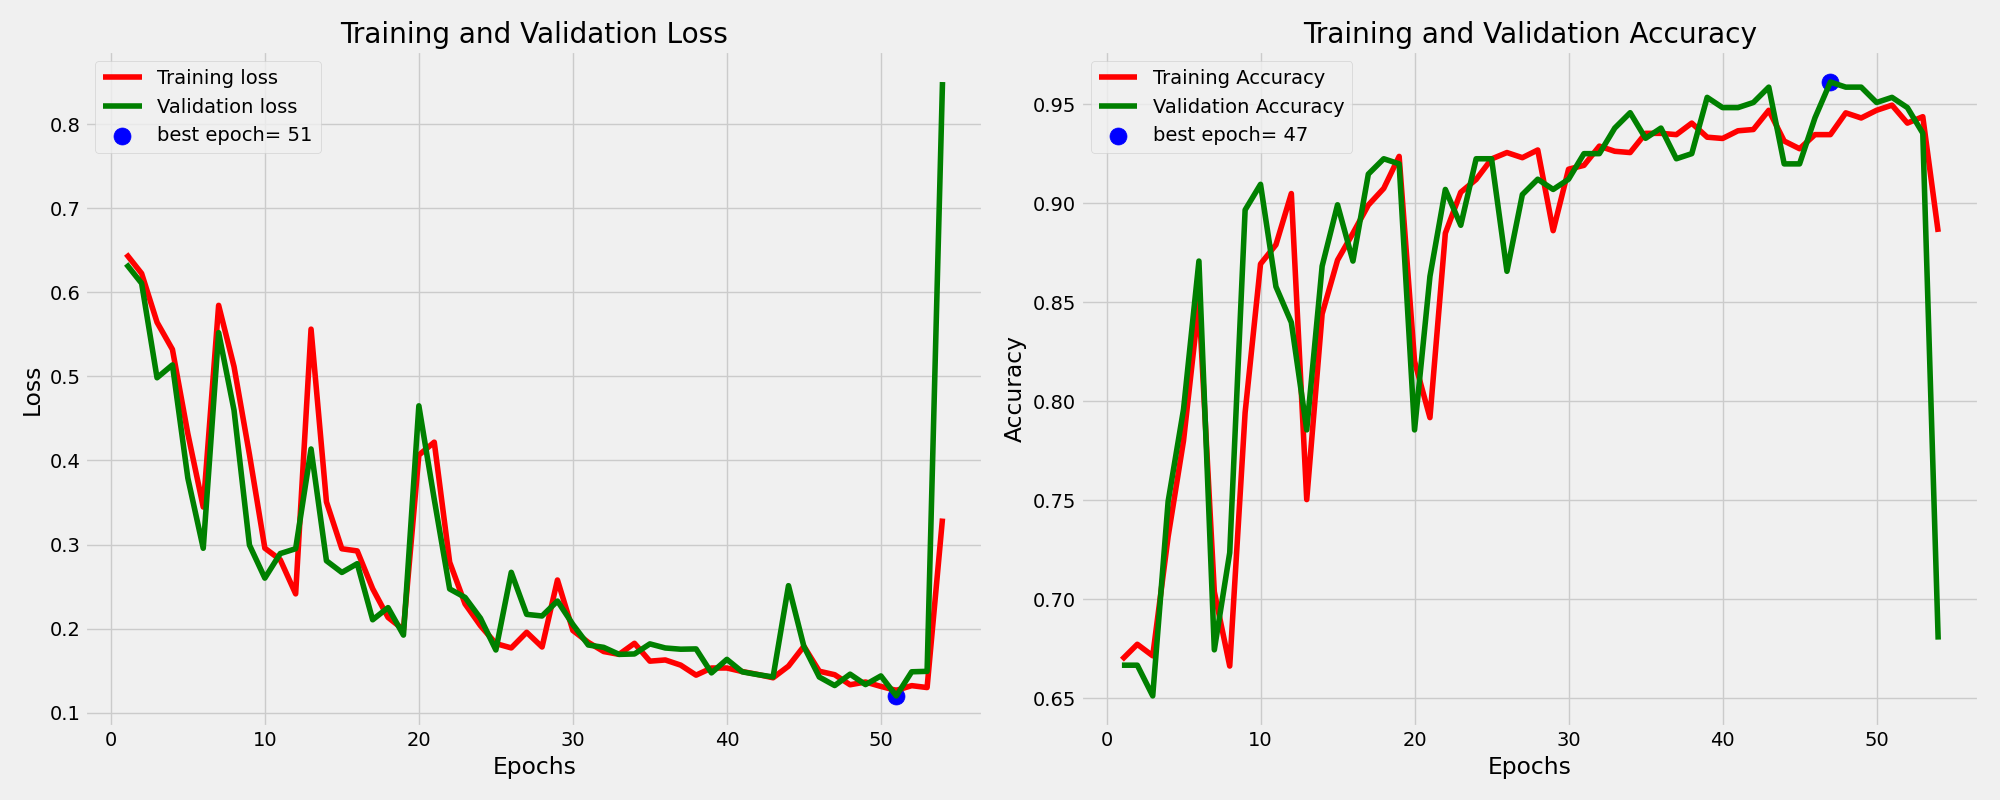 Training and Validation Loss
Training loss
Validation loss
best epoch= 51
0.8
0.7
0.6
0.5
0.4
0.3
0.2
0.1
Loss
0 10 20 30 40 50
Epochs
Training and Validation Accuracy
Training Accuracy
Validation Accuracy
best epoch= 47
0.95
0.90
0.85
0.80
0.75
0.70
0.65
Accuracy
0 10 20 30 40 50
Epochs